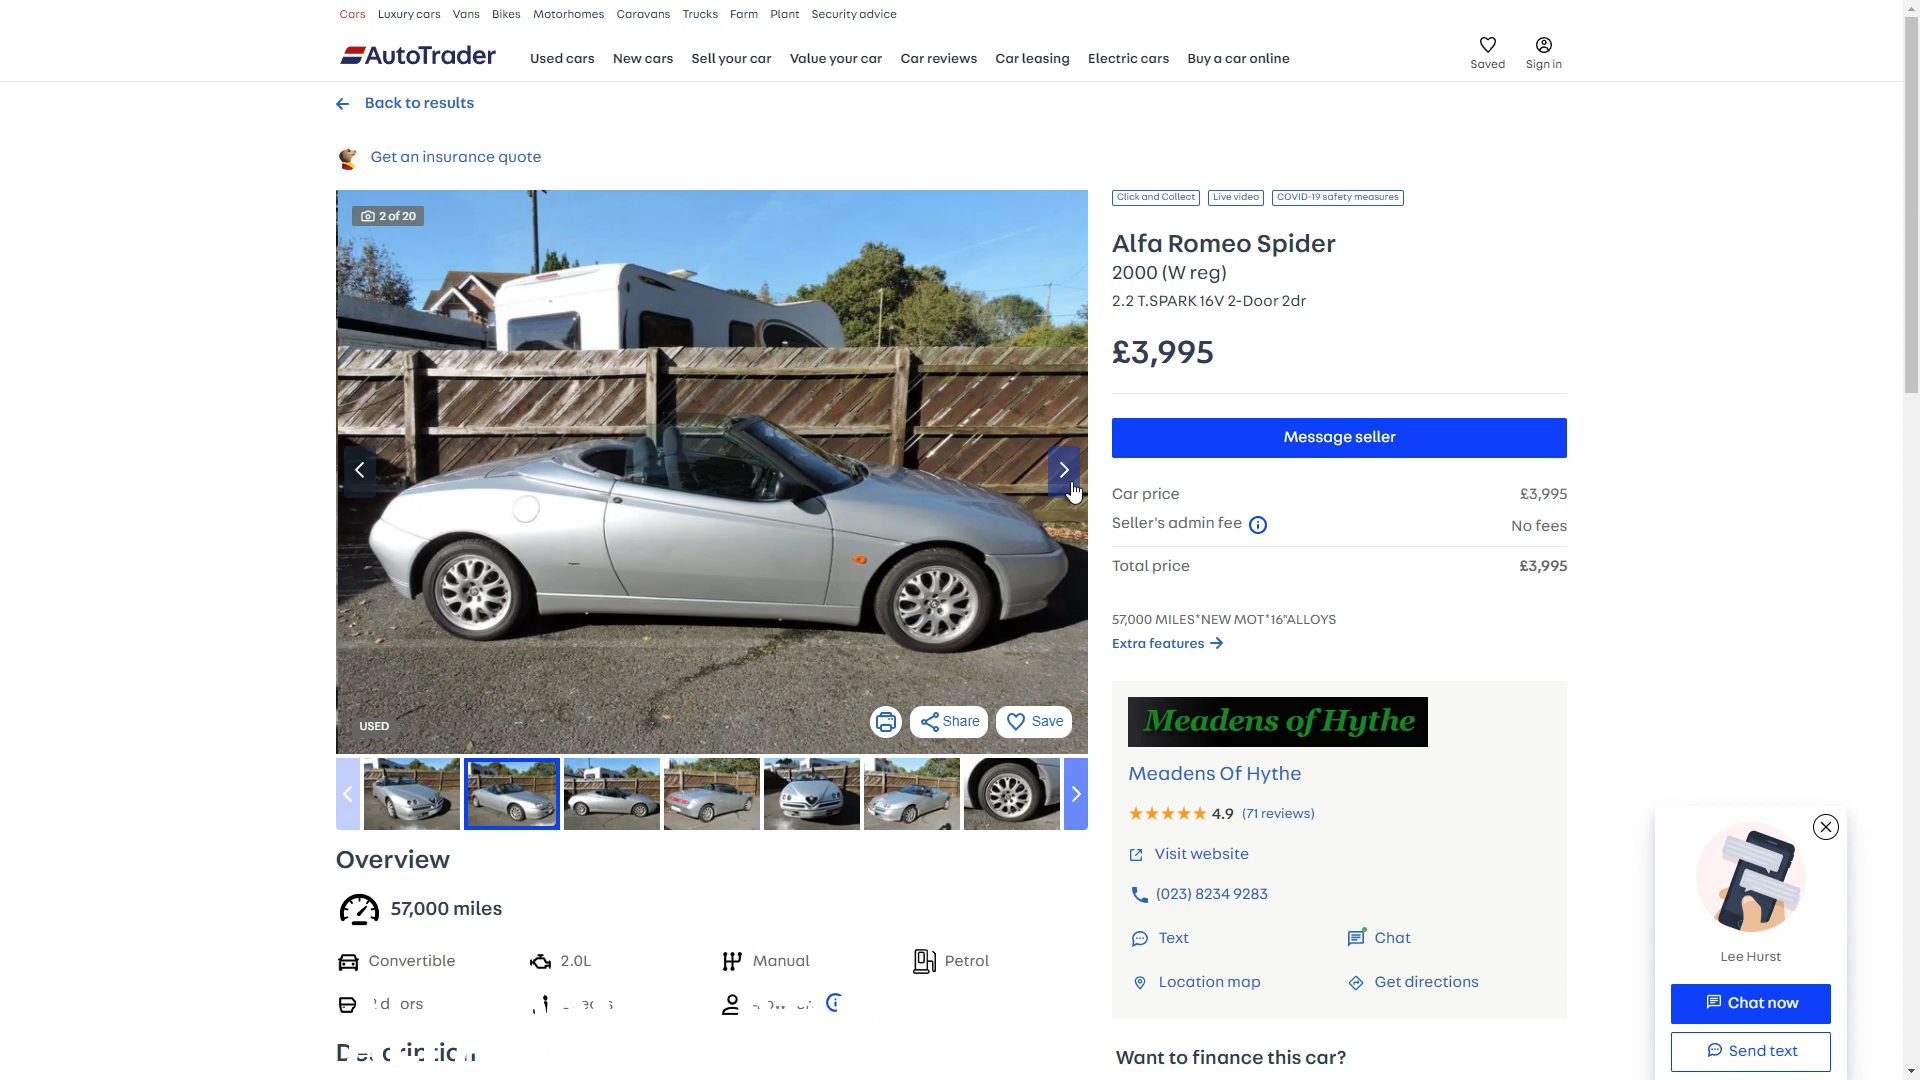 Cars Luxury cars Vans Bikes Motorhomes Caravans Trucks Farm Plant Security advice
AutoTrader Used cars New cars Sell your car Value your car Car reviews Car leasing Electric cars Buy a car online Saved Sign in
Back to results
Get an insurance quote
2 of 20
USED
Share Save
Click and Collect Live video COVID-19 safety measures
Alfa Romeo Spider
2000 (W reg)
2.2 T.SPARK 16V 2-Door 2dr
£3,995
Message seller
Car price £3,995
Seller's admin fee No fees
Total price £3,995
57,000 MILES*NEW MOT*16"ALLOYS
Extra features
Meadens of Hythe
Meadens Of Hythe
4.9 (71 reviews)
Visit website
(023) 8234 9283
Text Chat
Location map Get directions
Want to finance this car?
Overview
57,000 miles
Convertible 2.0L Manual Petrol
Lee Hurst
Chat now
Send text